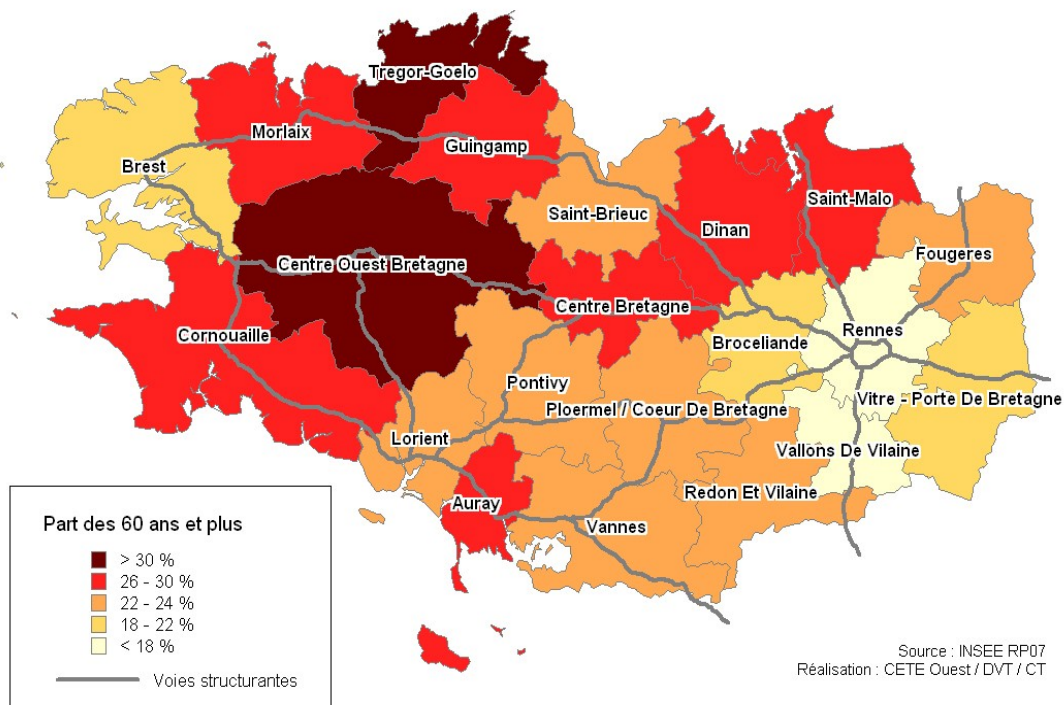 Tregor-Goelo
Morlaix
Guingamp
Brest
Saint-Malo
Saint-Brieuc
Dinan
Fougeres
Centre Ouest Bretagne
Centre Bretagne
Cornouaille
Rennes
Broceliande
Pontivy
Vitre - Porte De Bretagne
Ploermel / Coeur De Bretagne
Lorient
Vallons De Vilaine
Redon Et Vilaine
Auray
Vannes
Part des 60 ans et plus
> 30 %
26 - 30 %
22 - 24 %
18 - 22 %
< 18 %
Voies structurantes
Source : INSEE RP07
Réalisation : CETE Ouest / DVT / CT